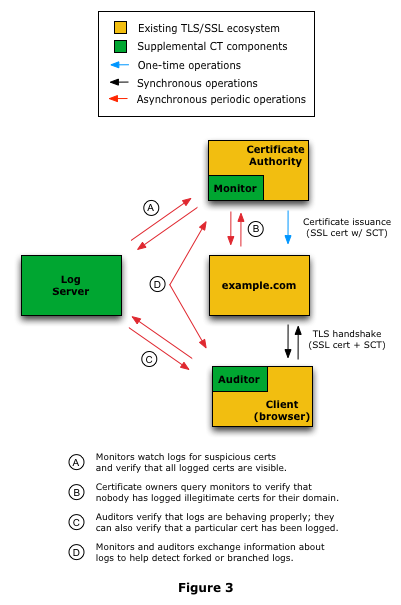 Existing TLS/SSL ecosystem
Supplemental CT components
One-time operations
Synchronous operations
Asynchronous periodic operations
Certificate
Authority
Monitor
A
B
Certificate issuance
(SSL cert w/ SCT)
Log
Server
D
example.com
TLS handshake
(SSL cert + SCT)
C
Auditor
Client
(browser)
A
Monitors watch logs for suspicious certs
and verify that all logged certs are visible.
B
Certificate owners query monitors to verify that
nobody has logged illegitimate certs for their domain.
C
Auditors verify that logs are behaving properly; they
can also verify that a particular cert has been logged.
D
Monitors and auditors exchange information about
logs to help detect forked or branched logs.
Figure 3